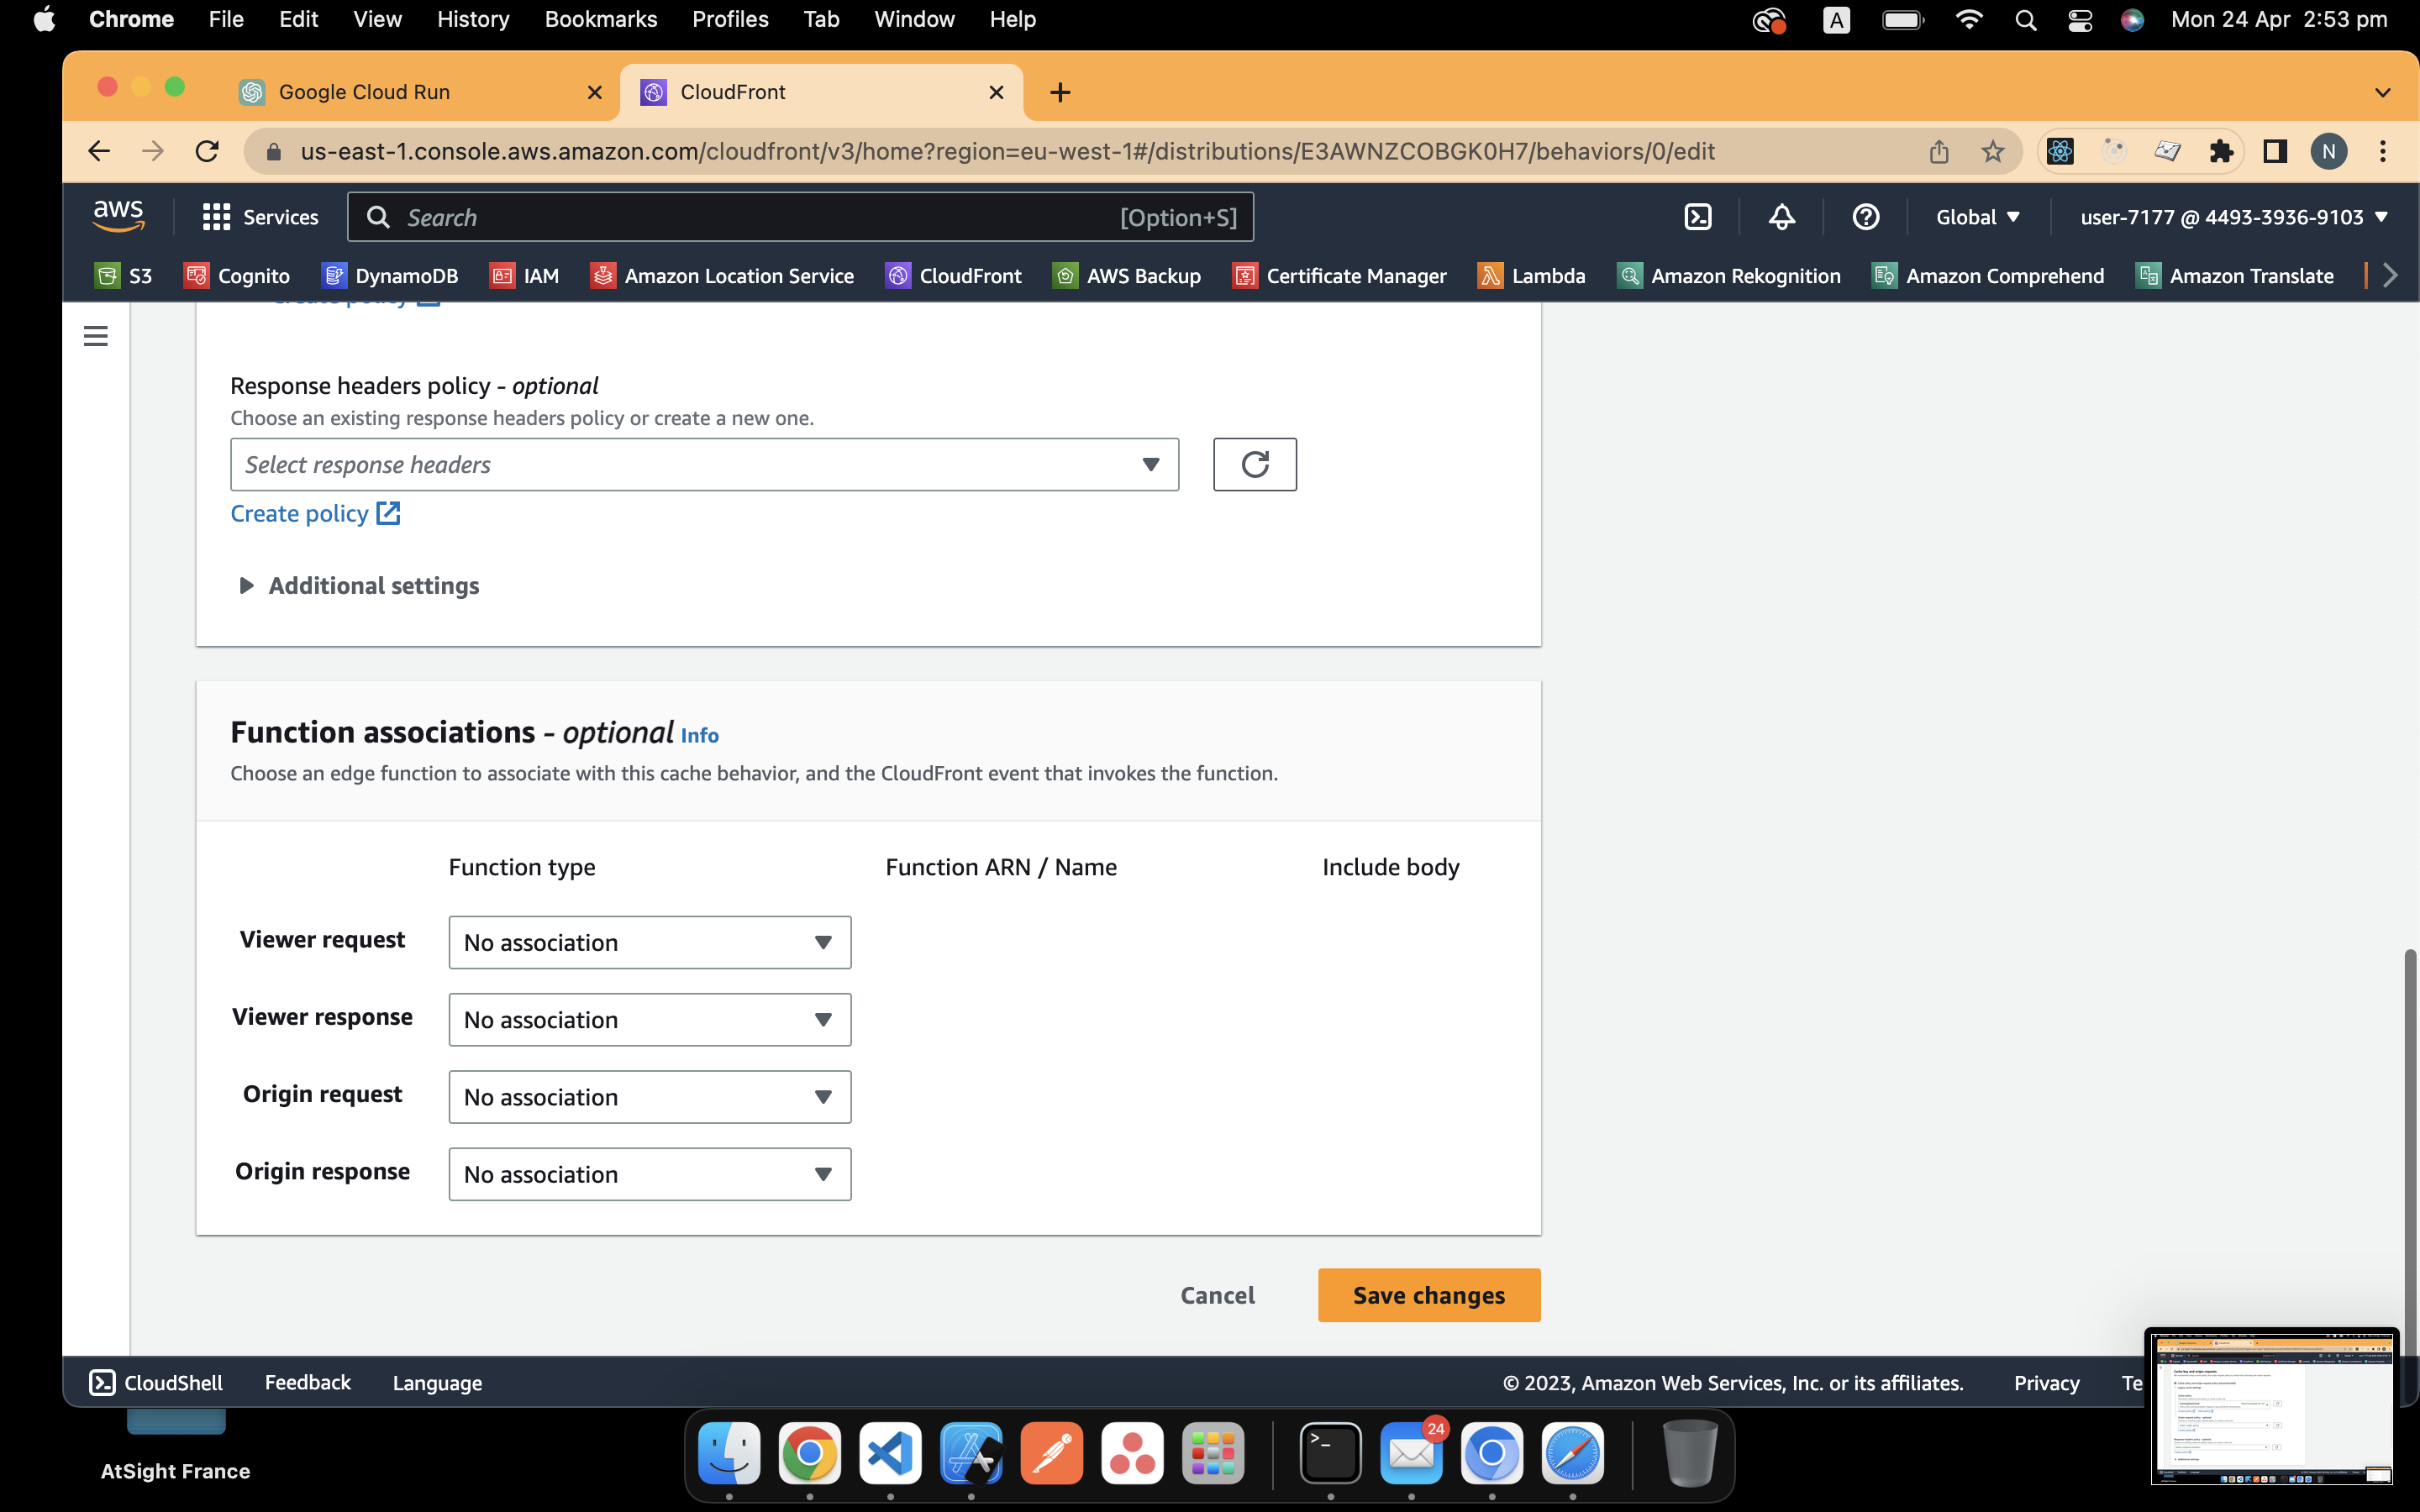 Chrome File Edit View History Bookmarks Profiles Tab Window Help A Mon 24 Apr 2:53 pm
Google Cloud Run CloudFront
us-east-1.console.aws.amazon.com/cloudfront/v3/home?region=eu-west-1#/distributions/E3AWNZCOBGK0H7/behaviors/0/edit N
aws Services Search [Option+S] Global user-7177 @ 4493-3936-9103
S3 Cognito DynamoDB IAM Amazon Location Service CloudFront AWS Backup Certificate Manager Lambda Amazon Rekognition Amazon Comprehend Amazon Translate
Create policy
Response headers policy - optional
Choose an existing response headers policy or create a new one.
Select response headers
Create policy
Additional settings
Function associations - optional Info
Choose an edge function to associate with this cache behavior, and the CloudFront event that invokes the function.
Function type Function ARN / Name Include body
Viewer request No association
Viewer response No association
Origin request No association
Origin response No association
Cancel Save changes
CloudShell Feedback Language © 2023, Amazon Web Services, Inc. or its affiliates. Privacy Te
24
AtSight France